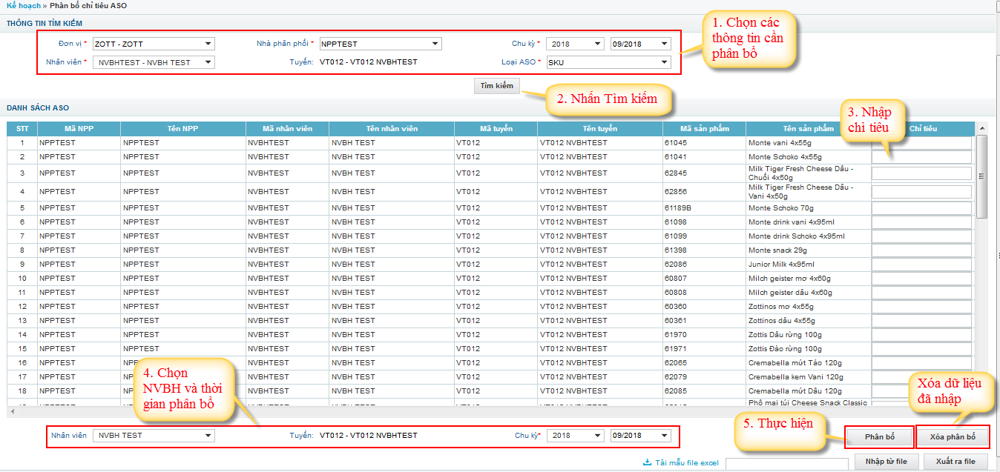 Kế hoạch » Phân bổ chỉ tiêu ASO
THÔNG TIN TÌM KIẾM
Đơn vị * ZOTT - ZOTT Nhà phân phối * NPPTEST Chu kỳ * 2018 09/2018
Nhân viên * NVBHTEST - NVBH TEST Tuyến: VT012 - VT012 NVBHTEST Loại ASO * SKU
1. Chọn các
thông tin cần
phân bổ
Tìm kiếm
2. Nhấn Tìm kiếm
DANH SÁCH ASO
3. Nhập
chỉ tiêu
STT Mã NPP Tên NPP Mã nhân viên Tên nhân viên Mã tuyến Tên tuyến Mã sản phẩm Tên sản phẩm Chỉ tiêu
1 NPPTEST NPPTEST NVBHTEST NVBH TEST VT012 VT012 NVBHTEST 61045 Monte vani 4x55g
2 NPPTEST NPPTEST NVBHTEST NVBH TEST VT012 VT012 NVBHTEST 61041 Monte Schoko 4x55g
3 NPPTEST NPPTEST NVBHTEST NVBH TEST VT012 VT012 NVBHTEST 62845 Milk Tiger Fresh Cheese Dâu -
Chuối 4x50g
4 NPPTEST NPPTEST NVBHTEST NVBH TEST VT012 VT012 NVBHTEST 62856 Milk Tiger Fresh Cheese Dâu -
Vani 4x50g
5 NPPTEST NPPTEST NVBHTEST NVBH TEST VT012 VT012 NVBHTEST 61189B Monte Schoko 70g
6 NPPTEST NPPTEST NVBHTEST NVBH TEST VT012 VT012 NVBHTEST 61098 Monte drink vani 4x95ml
7 NPPTEST NPPTEST NVBHTEST NVBH TEST VT012 VT012 NVBHTEST 61099 Monte drink Schoko 4x95ml
8 NPPTEST NPPTEST NVBHTEST NVBH TEST VT012 VT012 NVBHTEST 61398 Monte snack 29g
9 NPPTEST NPPTEST NVBHTEST NVBH TEST VT012 VT012 NVBHTEST 62086 Junior Milk 4x95ml
10 NPPTEST NPPTEST NVBHTEST NVBH TEST VT012 VT012 NVBHTEST 60807 Milch geister mơ 4x60g
11 NPPTEST NPPTEST NVBHTEST NVBH TEST VT012 VT012 NVBHTEST 60808 Milch geister dâu 4x60g
12 NPPTEST NPPTEST NVBHTEST NVBH TEST VT012 VT012 NVBHTEST 60360 Zottinos mơ 4x55g
13 NPPTEST NPPTEST NVBHTEST NVBH TEST VT012 VT012 NVBHTEST 60361 Zottinos dâu 4x55g
14 NPPTEST NPPTEST NVBHTEST NVBH TEST VT012 VT012 NVBHTEST 61970 Zottis Dâu rừng 100g
15 NPPTEST NPPTEST NVBHTEST NVBH TEST VT012 VT012 NVBHTEST 61971 Zottis Đào rừng 100g
16 NPPTEST NVBHTEST NVBH TEST VT012 VT012 NVBHTEST 62065 Cremabella mứt Táo 120g
17 NPPTEST NVBHTEST NVBH TEST VT012 VT012 NVBHTEST 62079 Cremabella kem Vani 120g
18 NPPTEST NVBHTEST NVBH TEST VT012 VT012 NVBHTEST 62085 Cremabella mứt Dâu 120g
Phô mai túi Cheese Snack Classic
4. Chọn
NVBH và thời
gian phân bổ
Xóa dữ liệu
đã nhập
5. Thực hiện
Nhân viên NVBH TEST Tuyến: VT012 - VT012 NVBHTEST Chu kỳ* 2018 09/2018 Phân bổ Xóa phân bổ
Tải mẫu file excel Nhập từ file Xuất ra file